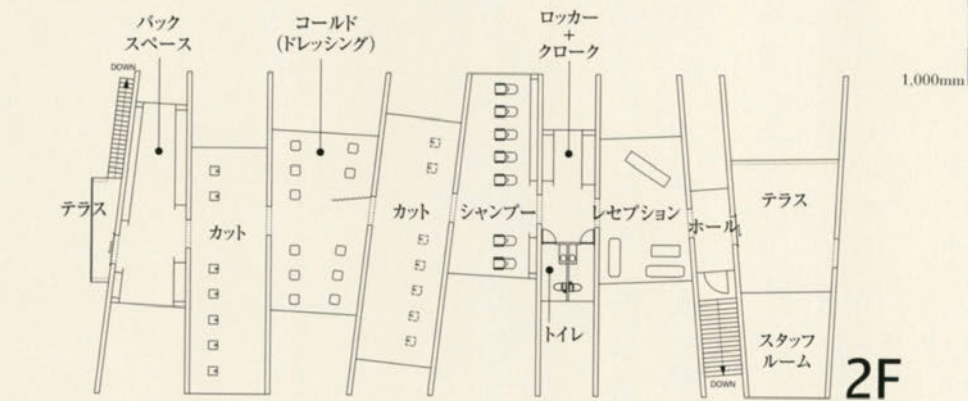 バック
スペース
コールド
(ドレッシング)
ロッカー
+
クローク
1,000mm
DOWN
テラス
カット
カット
シャンプー
レセプション
ホール
テラス
トイレ
スタッフ
ルーム
DOWN
2F